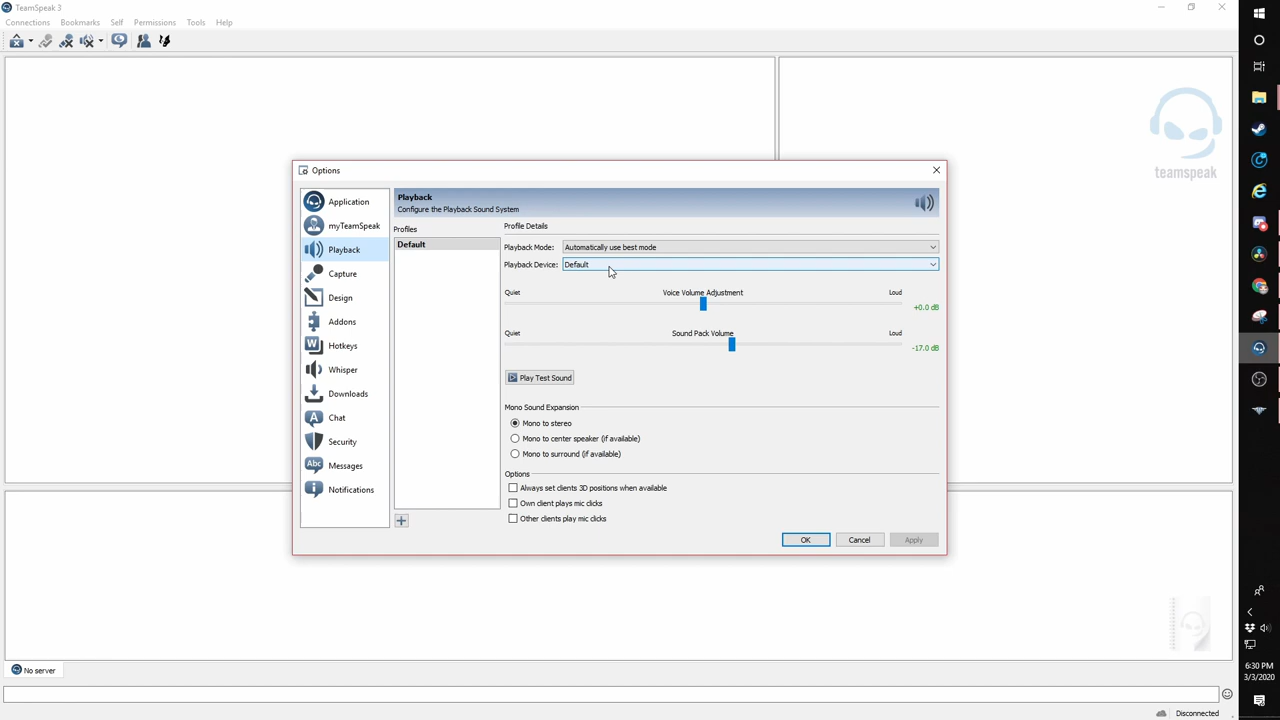 TeamSpeak 3
Connections Bookmarks Self Permissions Tools Help
teamspeak
Options
Application
myTeamSpeak
Playback
Capture
Design
Addons
Hotkeys
Whisper
Downloads
Chat
Security
Messages
Notifications
Playback
Configure the Playback Sound System
Profiles
Default
Profile Details
Playback Mode: Automatically use best mode
Playback Device: Default
Quiet Voice Volume Adjustment Loud
+0.0 dB
Quiet Sound Pack Volume Loud
-17.0 dB
Play Test Sound
Mono Sound Expansion
Mono to stereo
Mono to center speaker (if available)
Mono to surround (if available)
Options
Always set clients 3D positions when available
Own client plays mic clicks
Other clients play mic clicks
OK Cancel Apply
No server
Disconnected
6:30 PM
3/3/2020